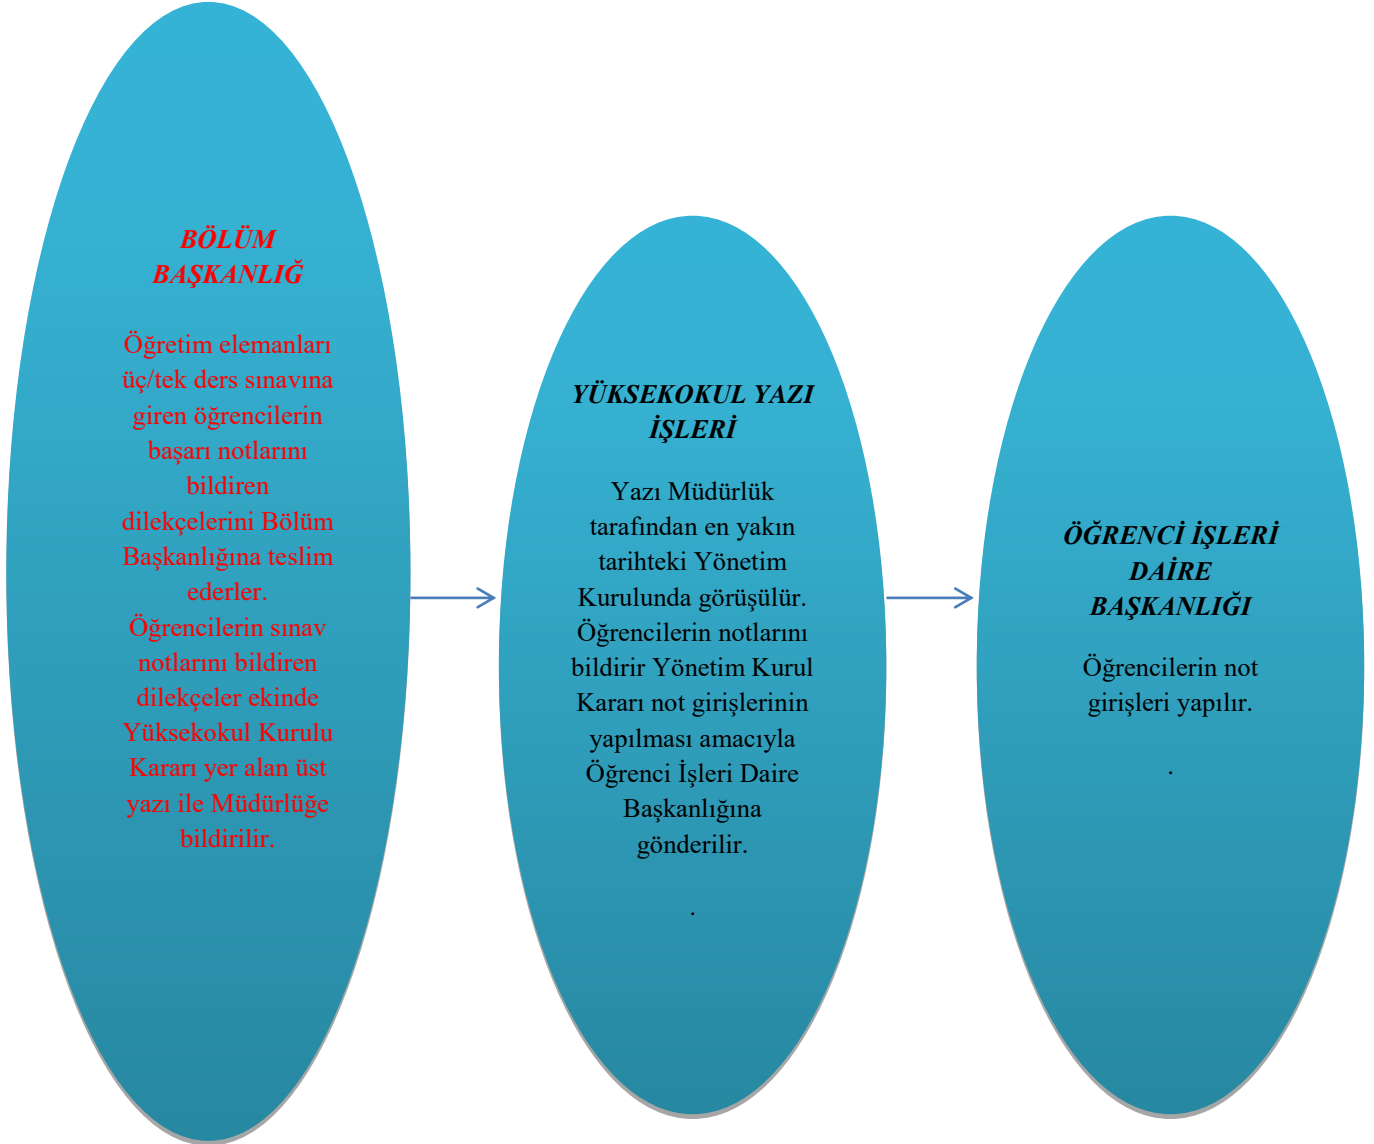 BÖLÜM
BAŞKANLIĞ
Öğretim elemanları
üç/tek ders sınavına
giren öğrencilerin
başarı notlarını
bildiren
dilekçelerini Bölüm
Başkanlığına teslim
ederler.
Öğrencilerin sınav
notlarını bildiren
dilekçeler ekinde
Yüksekokul Kurulu
Kararı yer alan üst
yazı ile Müdürlüğe
bildirilir.
YÜKSEKOKUL YAZI
İŞLERİ
Yazı Müdürlük
tarafından en yakın
tarihteki Yönetim
Kurulunda görüşülür.
Öğrencilerin notlarını
bildirir Yönetim Kurul
Kararı not girişlerinin
yapılması amacıyla
Öğrenci İşleri Daire
Başkanlığına
gönderilir.
.
ÖĞRENCİ İŞLERİ
DAİRE
BAŞKANLIĞI
Öğrencilerin not
girişleri yapılır.
.